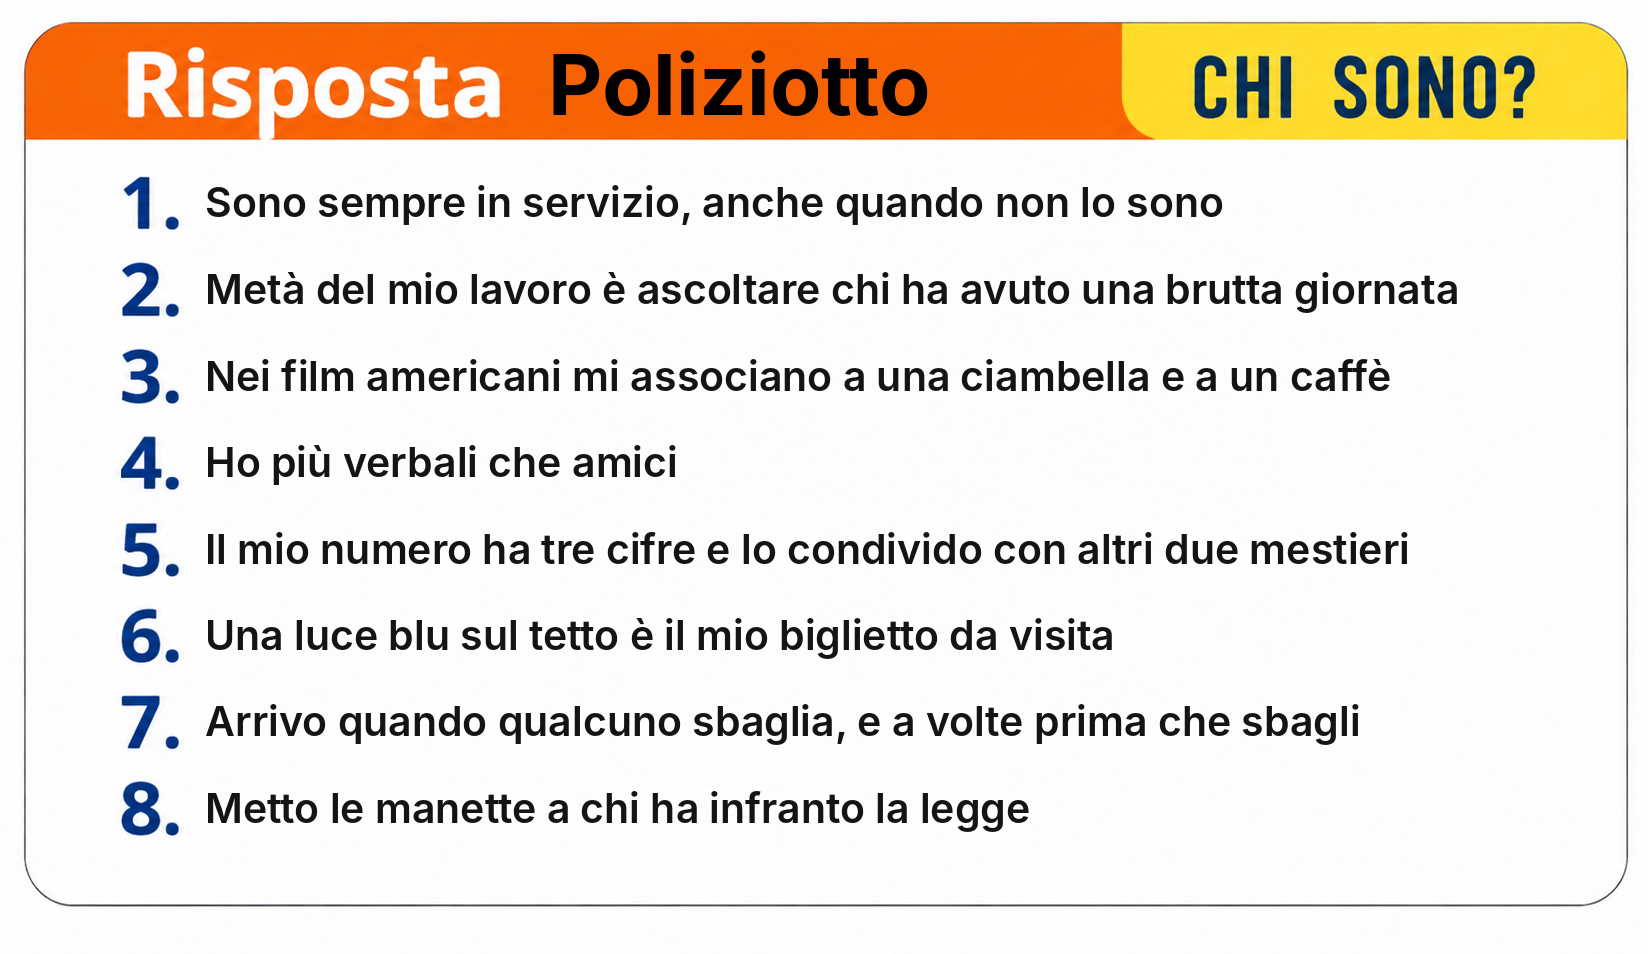 Risposta Poliziotto CHI SONO?
1. Sono sempre in servizio, anche quando non lo sono
2. Metà del mio lavoro è ascoltare chi ha avuto una brutta giornata
3. Nei film americani mi associano a una ciambella e a un caffè
4. Ho più verbali che amici
5. Il mio numero ha tre cifre e lo condivido con altri due mestieri
6. Una luce blu sul tetto è il mio biglietto da visita
7. Arrivo quando qualcuno sbaglia, e a volte prima che sbagli
8. Metto le manette a chi ha infranto la legge